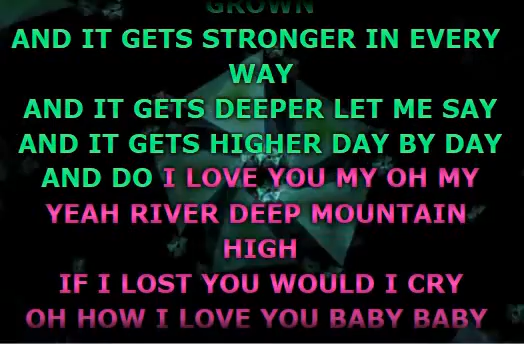 GROWN
AND IT GETS STRONGER IN EVERY
WAY
AND IT GETS DEEPER LET ME SAY
AND IT GETS HIGHER DAY BY DAY
AND DO I LOVE YOU MY OH MY
YEAH RIVER DEEP MOUNTAIN
HIGH
IF I LOST YOU WOULD I CRY
OH HOW I LOVE YOU BABY BABY